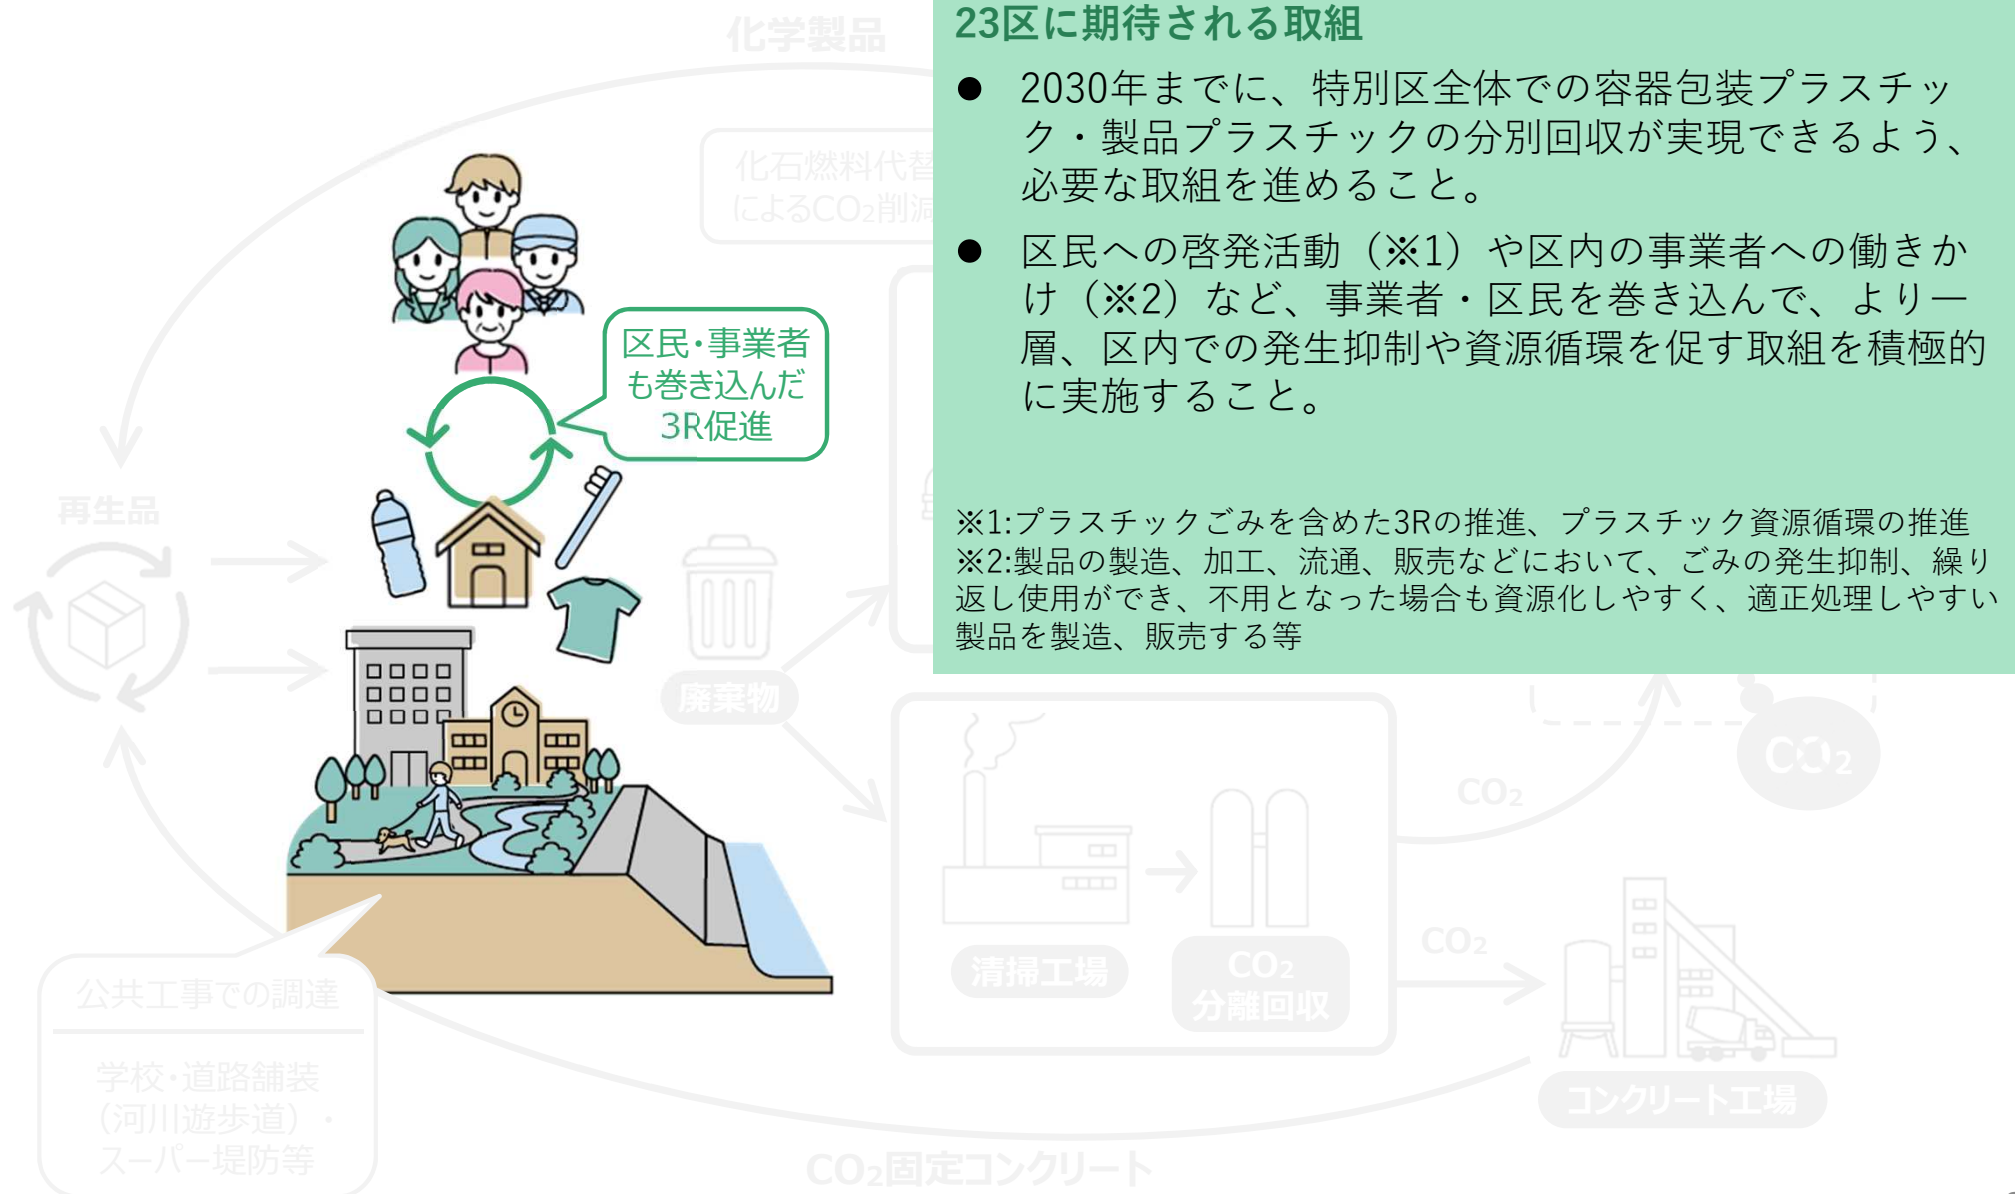 23区に期待される取組
● 2030年までに、特別区全体での容器包装プラスチッ
ク・製品プラスチックの分別回収が実現できるよう、
必要な取組を進めること。
● 区民への啓発活動（※1）や区内の事業者への働きか
け（※2）など、事業者・区民を巻き込んで、より一
層、区内での発生抑制や資源循環を促す取組を積極的
に実施すること。
※1:プラスチックごみを含めた3Rの推進、プラスチック資源循環の推進
※2:製品の製造、加工、流通、販売などにおいて、ごみの発生抑制、繰り
返し使用ができ、不用となった場合も資源化しやすく、適正処理しやすい
製品を製造、販売する等
化学製品
化石燃料代替
によるCO₂削減
区民・事業者
も巻き込んだ
3R促進
再生品
廃棄物
CO₂
CO₂
清掃工場
CO₂
分離回収
CO₂
コンクリート工場
公共工事での調達
学校・道路舗装
（河川遊歩道）・
スーパー堤防等
CO₂固定コンクリート